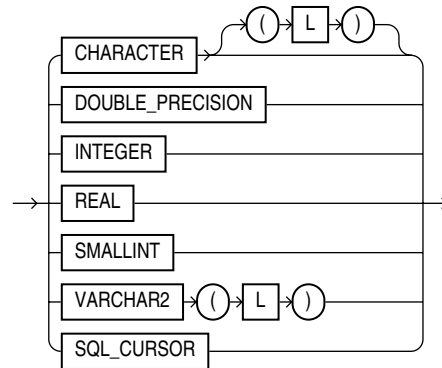 ( L )
CHARACTER
DOUBLE_PRECISION
INTEGER
REAL
SMALLINT
VARCHAR2 ( L )
SQL_CURSOR